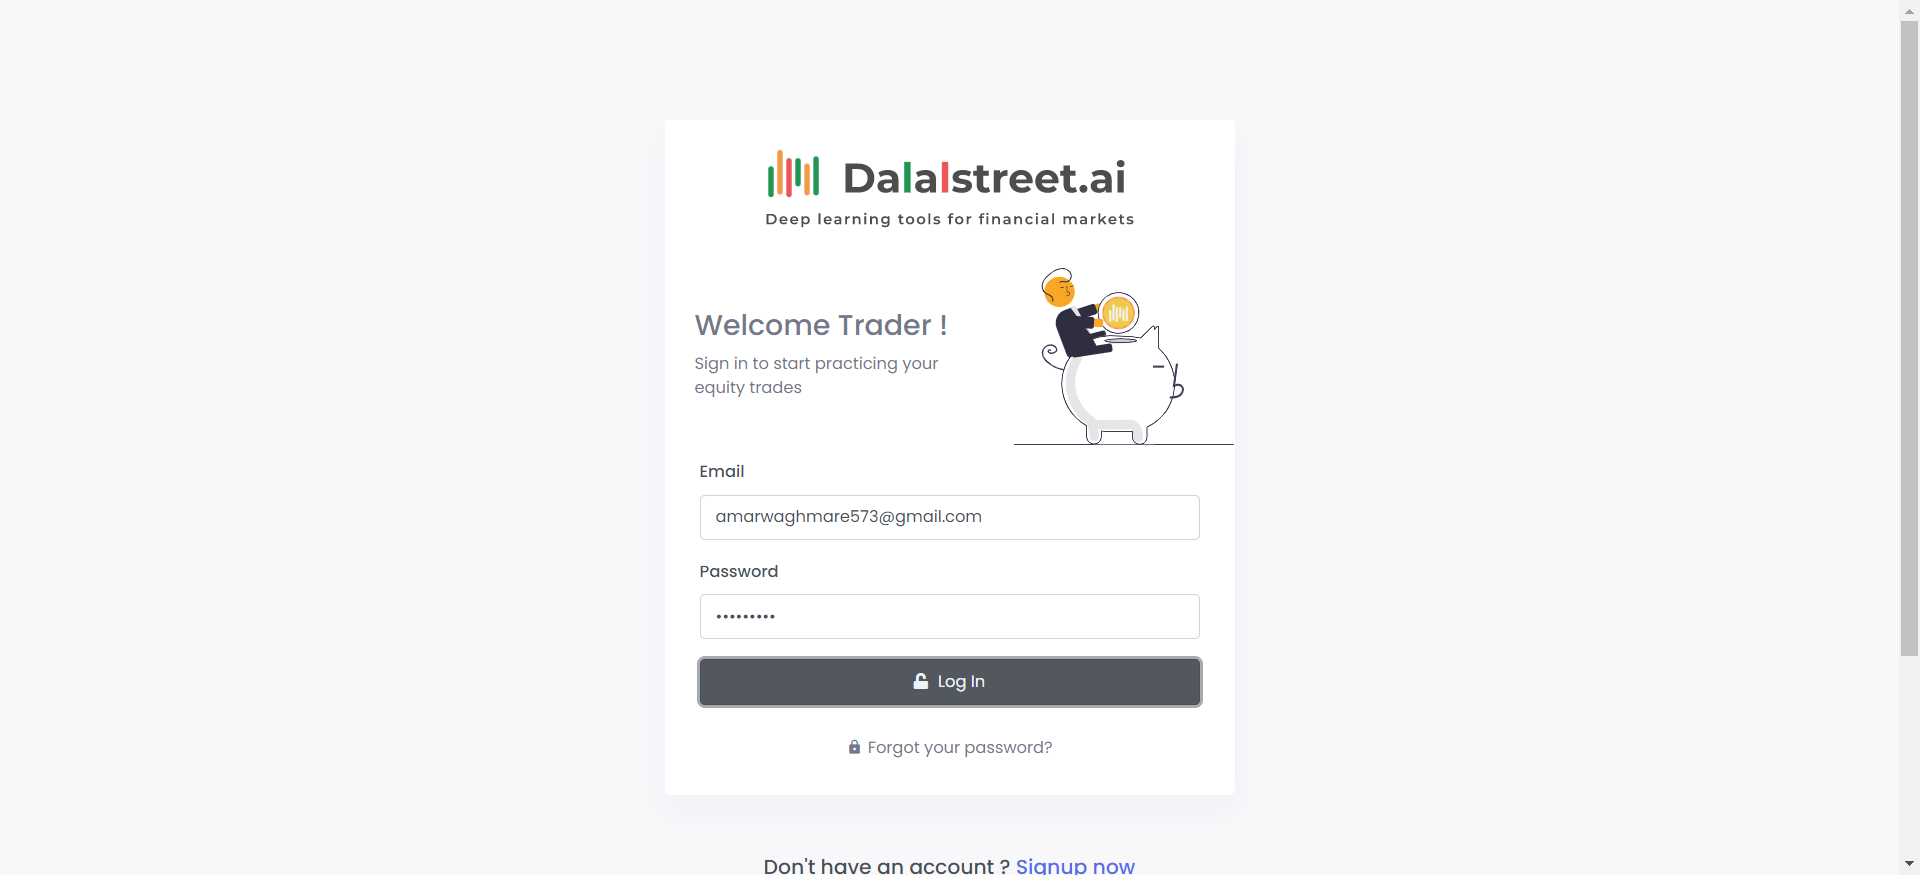 Dalalstreet.ai
Deep learning tools for financial markets
Welcome Trader !
Sign in to start practicing your
equity trades
Email
amarwaghmare573@gmail.com
Password
•••••••••
Log In
Forgot your password?
Don't have an account ? Signup now